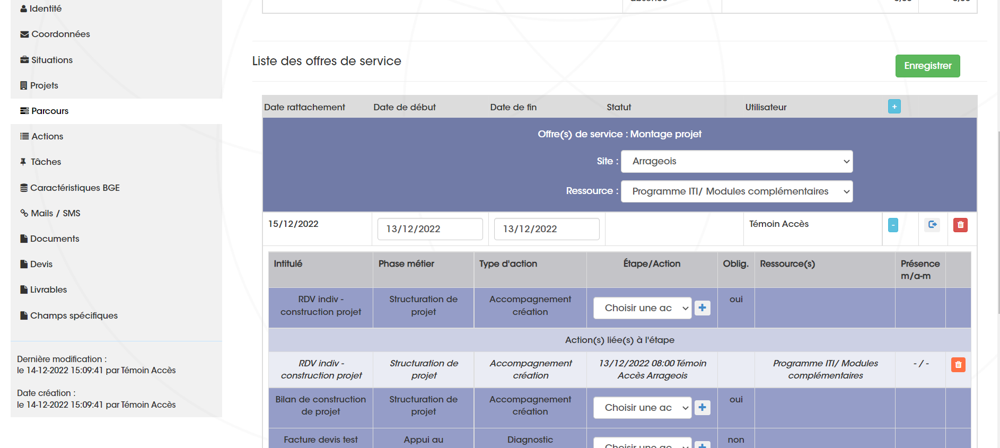 Identité
Coordonnées
Situations
Projets
Parcours
Actions
Tâches
Caractéristiques BGE
Mails / SMS
Documents
Devis
Livrables
Champs spécifiques
Dernière modification :
le 14-12-2022 15:09:41 par Témoin Accès
Date création :
le 14-12-2022 15:09:41 par Témoin Accès
Liste des offres de service
Enregistrer
Date rattachement Date de début Date de fin Statut Utilisateur +
Offre(s) de service : Montage projet
Site : Arrageois
Ressource : Programme ITI/ Modules complémentaires
15/12/2022 13/12/2022 13/12/2022 Témoin Accès -
Intitulé Phase métier Type d'action Étape/Action Oblig. Ressource(s) Présence
m/a-m
RDV indiv - Structuration de Accompagnement oui
construction projet projet création Choisir une ac
Action(s) liée(s) à l'étape
RDV indiv - Structuration de Accompagnement 13/12/2022 08:00 Témoin Programme ITI/ Modules - / -
construction projet projet création Accès Arrageois complémentaires
Bilan de construction Structuration de Accompagnement oui
de projet projet création Choisir une ac
Facture devis test Appui au Diagnostic non
Choisir une ac